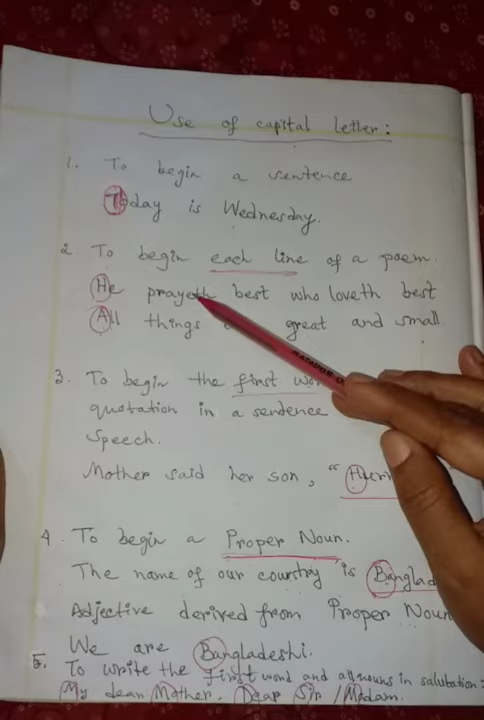 Use of capital letter:
1. To begin a sentence
Today is Wednesday.
2. To begin each line of a poem.
He prayeth best who loveth best
All things great and small
3. To begin the first
quotation in a sentence
Speech.
Mother said her son, "
4. To begin a Proper Noun.
The name of our country is
Adjective derived from Proper Noun
We are Bangladeshi.
5. To write the first word and all nouns in salutation:
My dear Mother, Dear Sir / Madam.
MATADOR